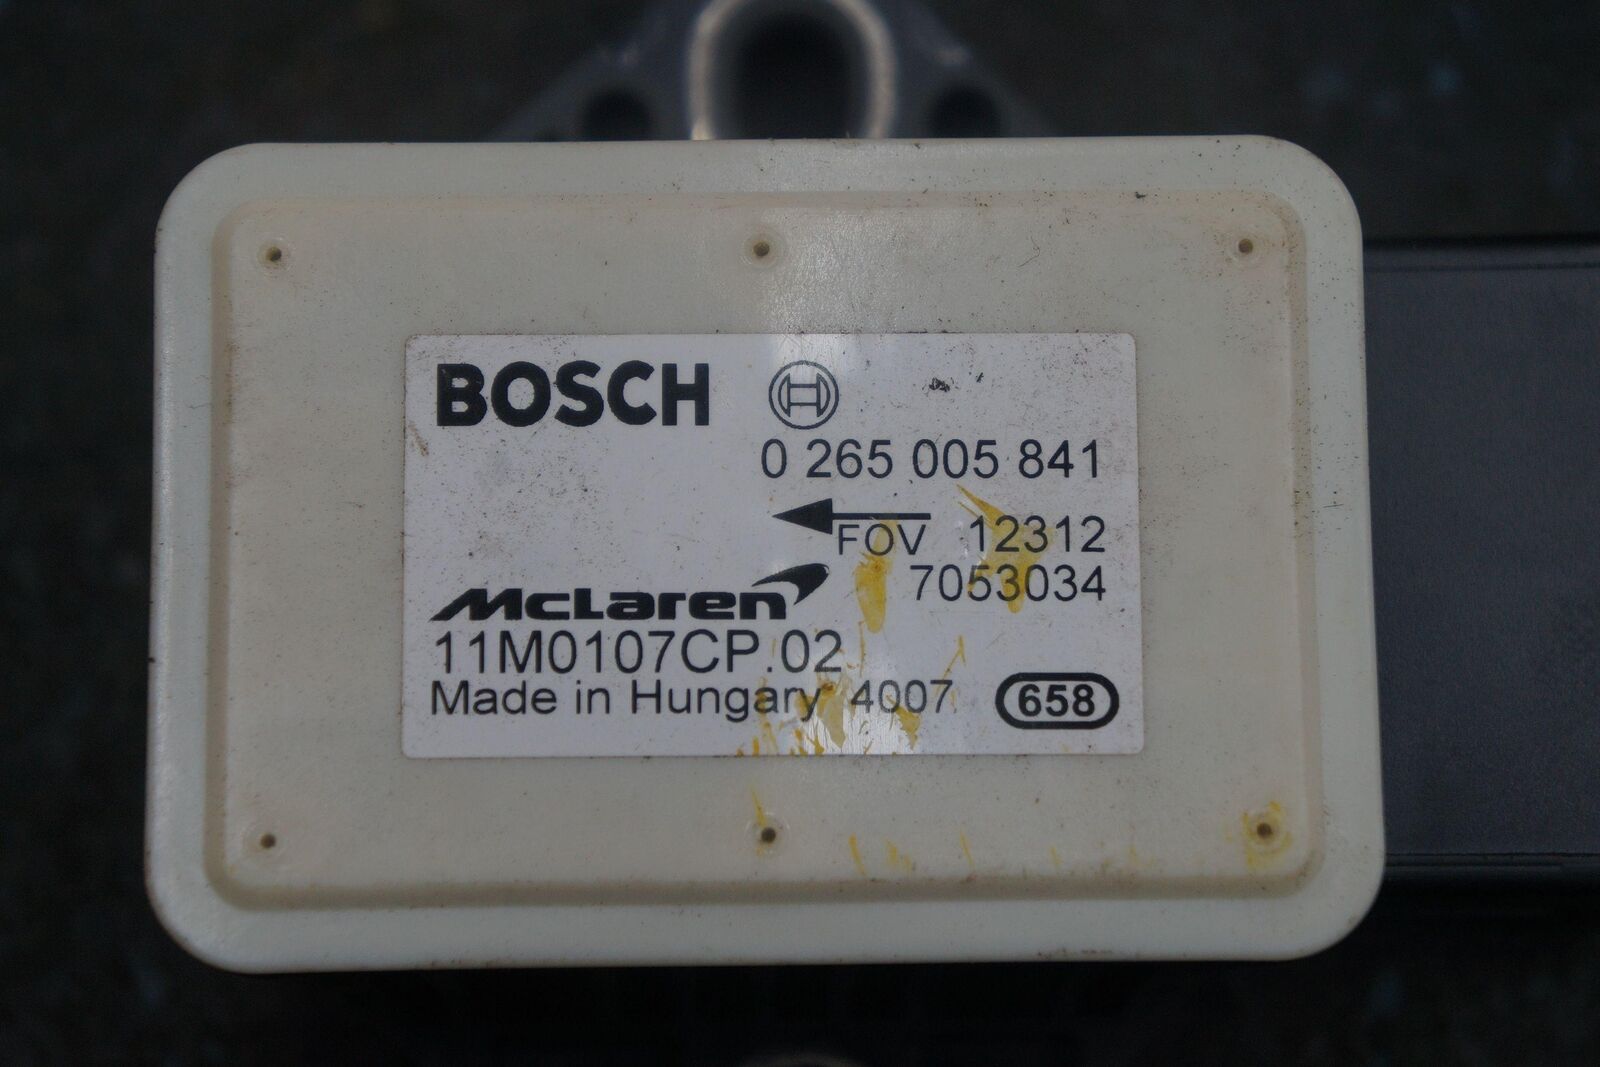 BOSCH
0 265 005 841
FOV 12312
7053034
McLaren
11M0107CP.02
Made in Hungary 4007 658